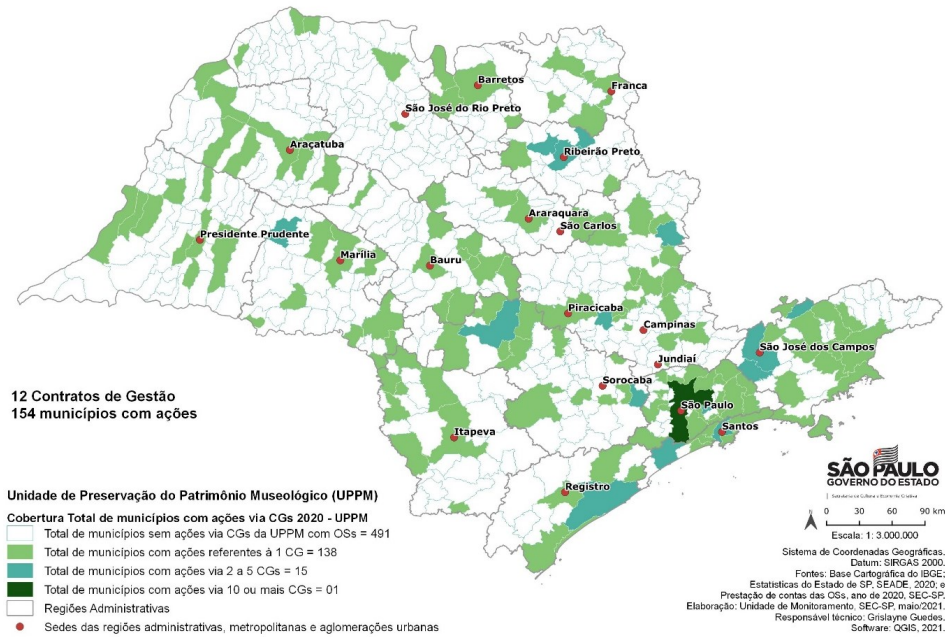 Barretos
Franca
São José do Rio Preto
Ribeirão Preto
Araçatuba
Araraquara
São Carlos
Presidente Prudente
Marília
Bauru
Piracicaba
Campinas
São José dos Campos
Jundiaí
Sorocaba
São Paulo
Santos
Itapeva
Registro
12 Contratos de Gestão
154 municípios com ações
Unidade de Preservação do Patrimônio Museológico (UPPM)
Cobertura Total de municípios com ações via CGs 2020 - UPPM
Total de municípios sem ações via CGs da UPPM com OSs = 491
Total de municípios com ações referentes à 1 CG = 138
Total de municípios com ações via 2 a 5 CGs = 15
Total de municípios com ações via 10 ou mais CGs = 01
Regiões Administrativas
Sedes das regiões administrativas, metropolitanas e aglomerações urbanas
SÃO PAULO
GOVERNO DO ESTADO
Secretaria de Cultura e Economia Criativa
N
0 30 60 90 km
Escala: 1: 3.000.000
Sistema de Coordenadas Geográficas.
Datum: SIRGAS 2000.
Fontes: Base Cartográfica do IBGE;
Estatísticas do Estado de SP, SEADE, 2020; e
Prestação de contas das OSs, ano de 2020, SEC-SP.
Elaboração: Unidade de Monitoramento, SEC-SP, maio/2021.
Responsável técnico: Grislayne Guedes,
Software: QGIS, 2021.